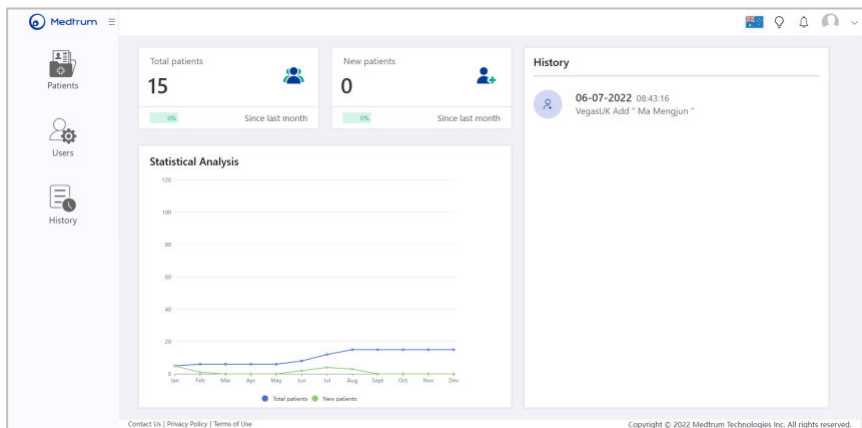 Medtrum
Patients
Users
History
Total patients
15
0%
Since last month
New patients
0
0%
Since last month
Statistical Analysis
120
100
80
60
40
20
0
Jan Feb Mar Apr May Jun Jul Aug Sept Oct Nov Dev
Total patients New patients
History
06-07-2022 08:43:16
VegasUK Add " Ma Mengjun "
Contact Us | Privacy Policy | Terms of Use
Copyright © 2022 Medtrum Technologies Inc. All rights reserved.